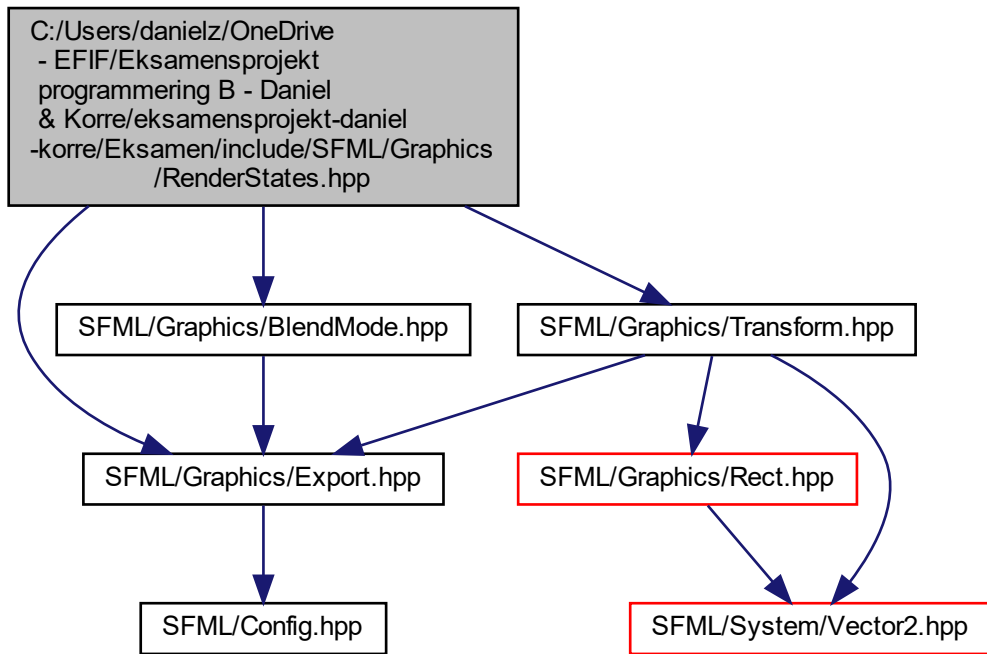 C:/Users/danielz/OneDrive
- EFIF/Eksamensprojekt
programmering B - Daniel
& Korre/eksamensprojekt-daniel
-korre/Eksamen/include/SFML/Graphics
/RenderStates.hpp
SFML/Graphics/BlendMode.hpp
SFML/Graphics/Transform.hpp
SFML/Graphics/Export.hpp
SFML/Graphics/Rect.hpp
SFML/Config.hpp
SFML/System/Vector2.hpp